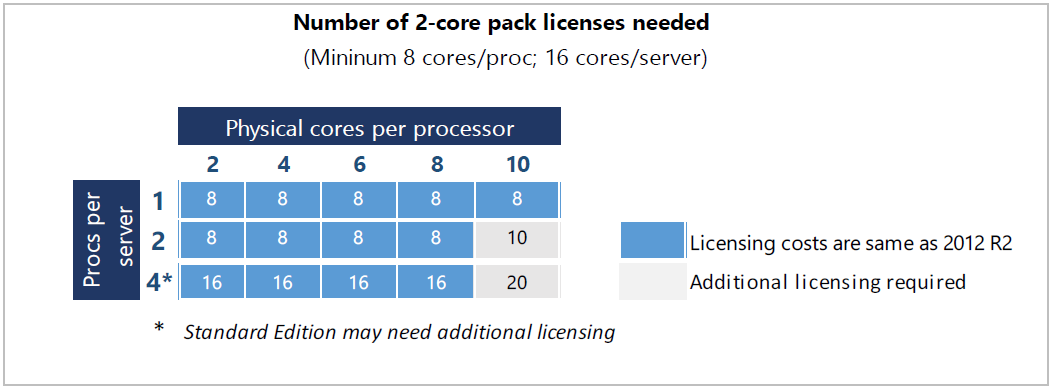 Number of 2-core pack licenses needed
(Mininum 8 cores/proc; 16 cores/server)
Physical cores per processor
2 4 6 8 10
Procs per
server
1 8 8 8 8 8
2 8 8 8 8 10
4* 16 16 16 16 20
Licensing costs are same as 2012 R2
Additional licensing required
* Standard Edition may need additional licensing